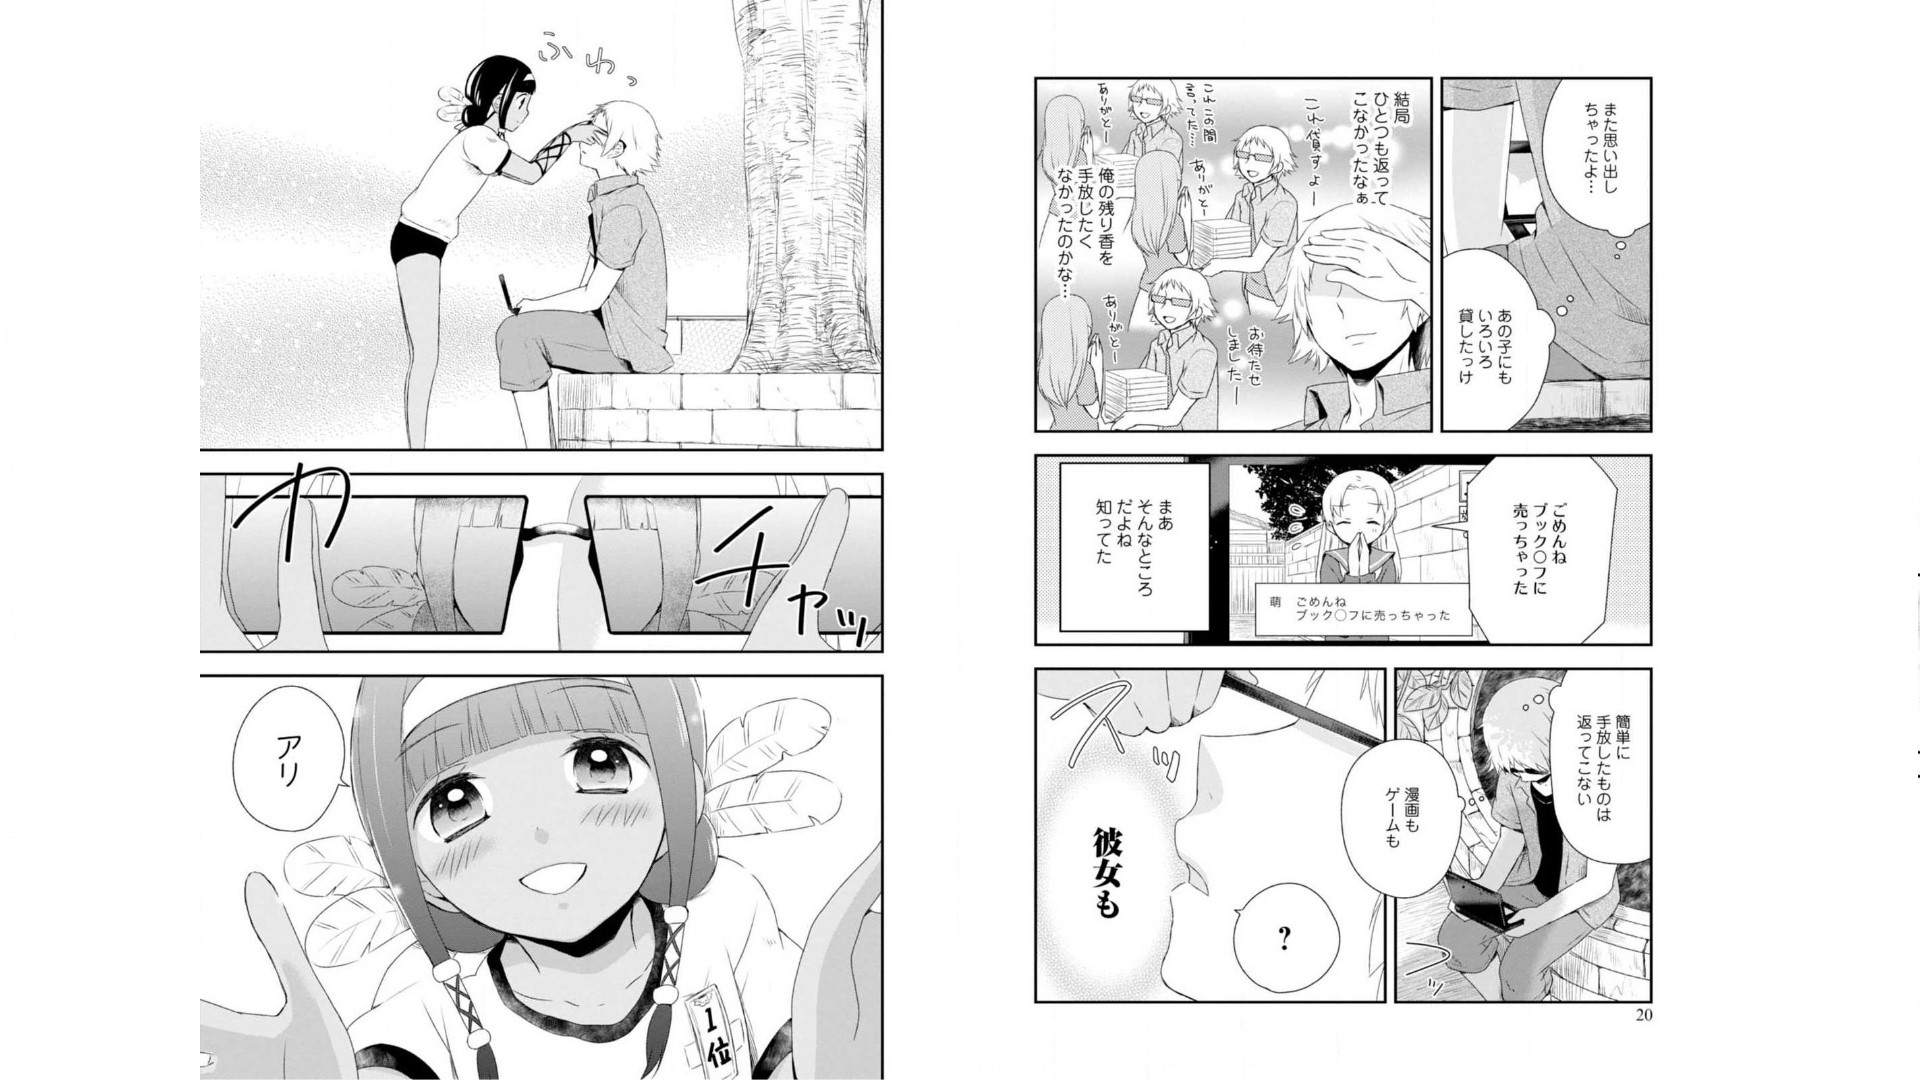 また思い出し
ちゃったよ…
あの子にも
いろいろ
貸したっけ
結局
ひとつも返って
こなかったなぁ
これ貸すよー
これこの間
言ってた…
ありがとー
ありがとー
俺の残り香を
手放したく
なかったのかな…
お待たせ
しましたー
ありがとー
ごめんね
ブック○フに
売っちゃった
萌 ごめんね
ブック○フに売っちゃった
まあ
そんなところ
だよね
知ってた
簡単に
手放したものは
返ってこない
漫画も
ゲームも
スッ
彼女も
?
20
ふわっ
カチャッ
アリ
1位